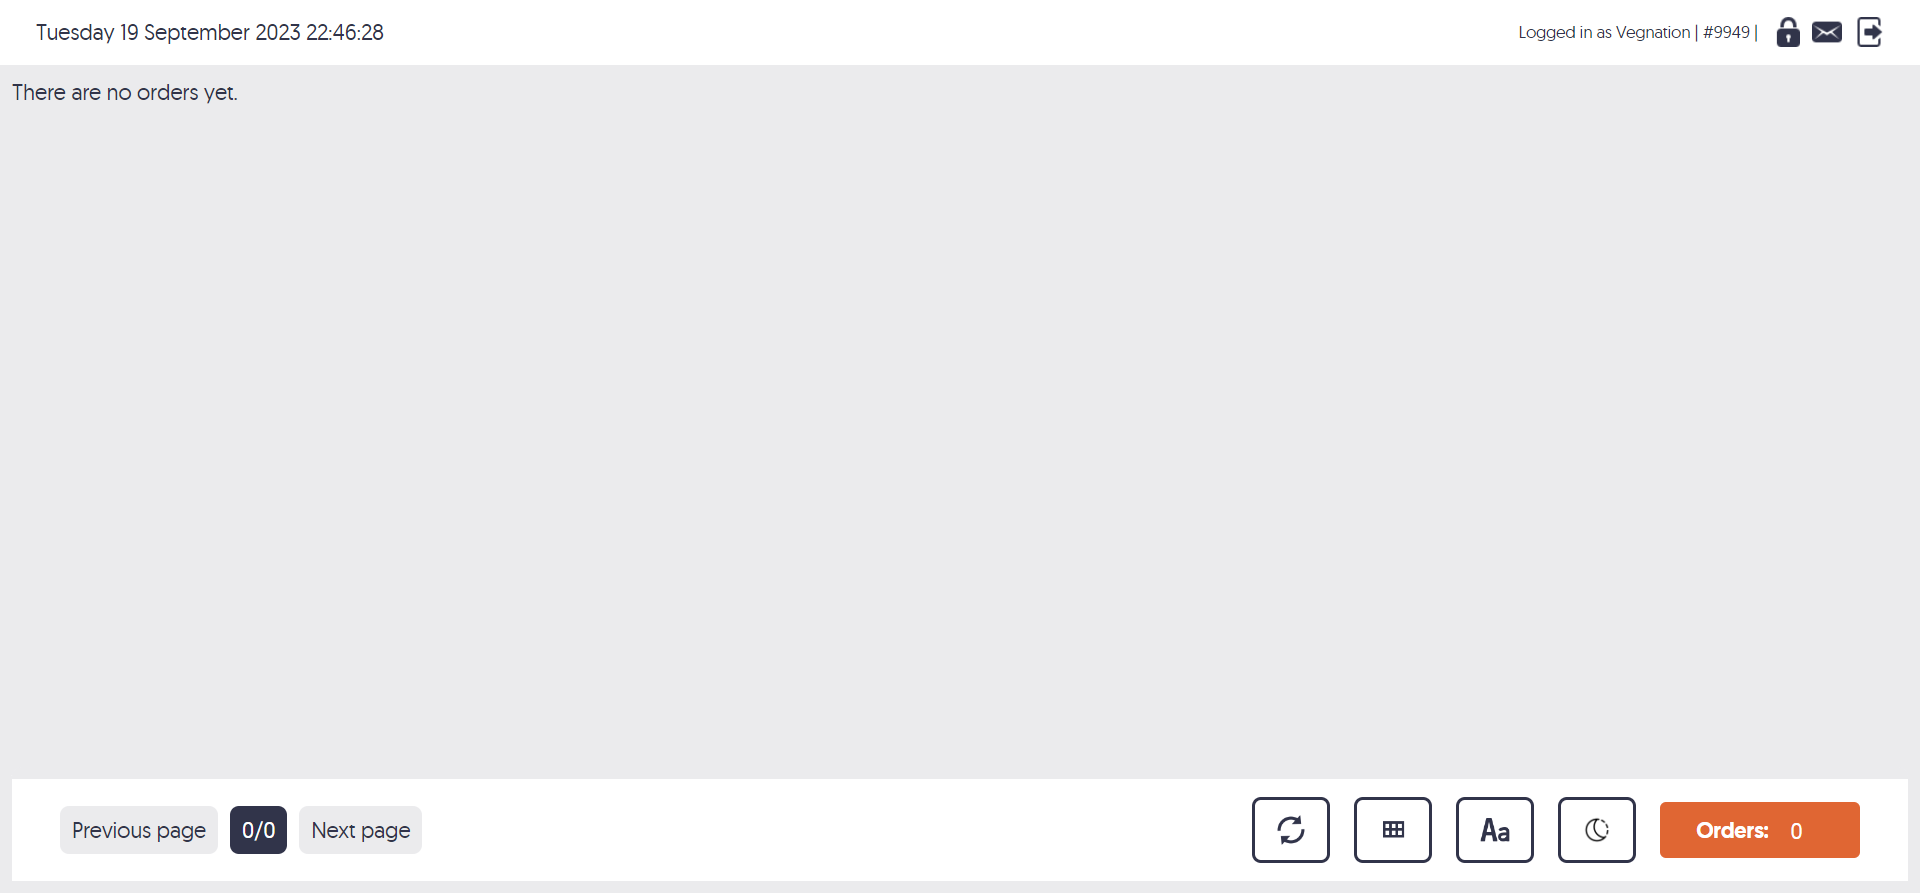 Tuesday 19 September 2023 22:46:28
Logged in as Vegnation | #9949 |
There are no orders yet.
Previous page 0/0 Next page
Aa
Orders: 0